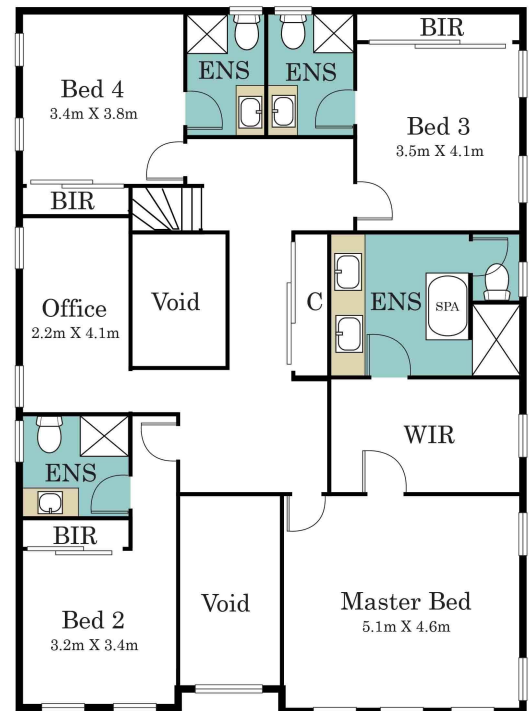 BIR
ENS
ENS
Bed 4
3.4m X 3.8m
Bed 3
3.5m X 4.1m
BIR
Office
2.2m X 4.1m
Void
C
ENS
SPA
WIR
ENS
BIR
Bed 2
3.2m X 3.4m
Void
Master Bed
5.1m X 4.6m